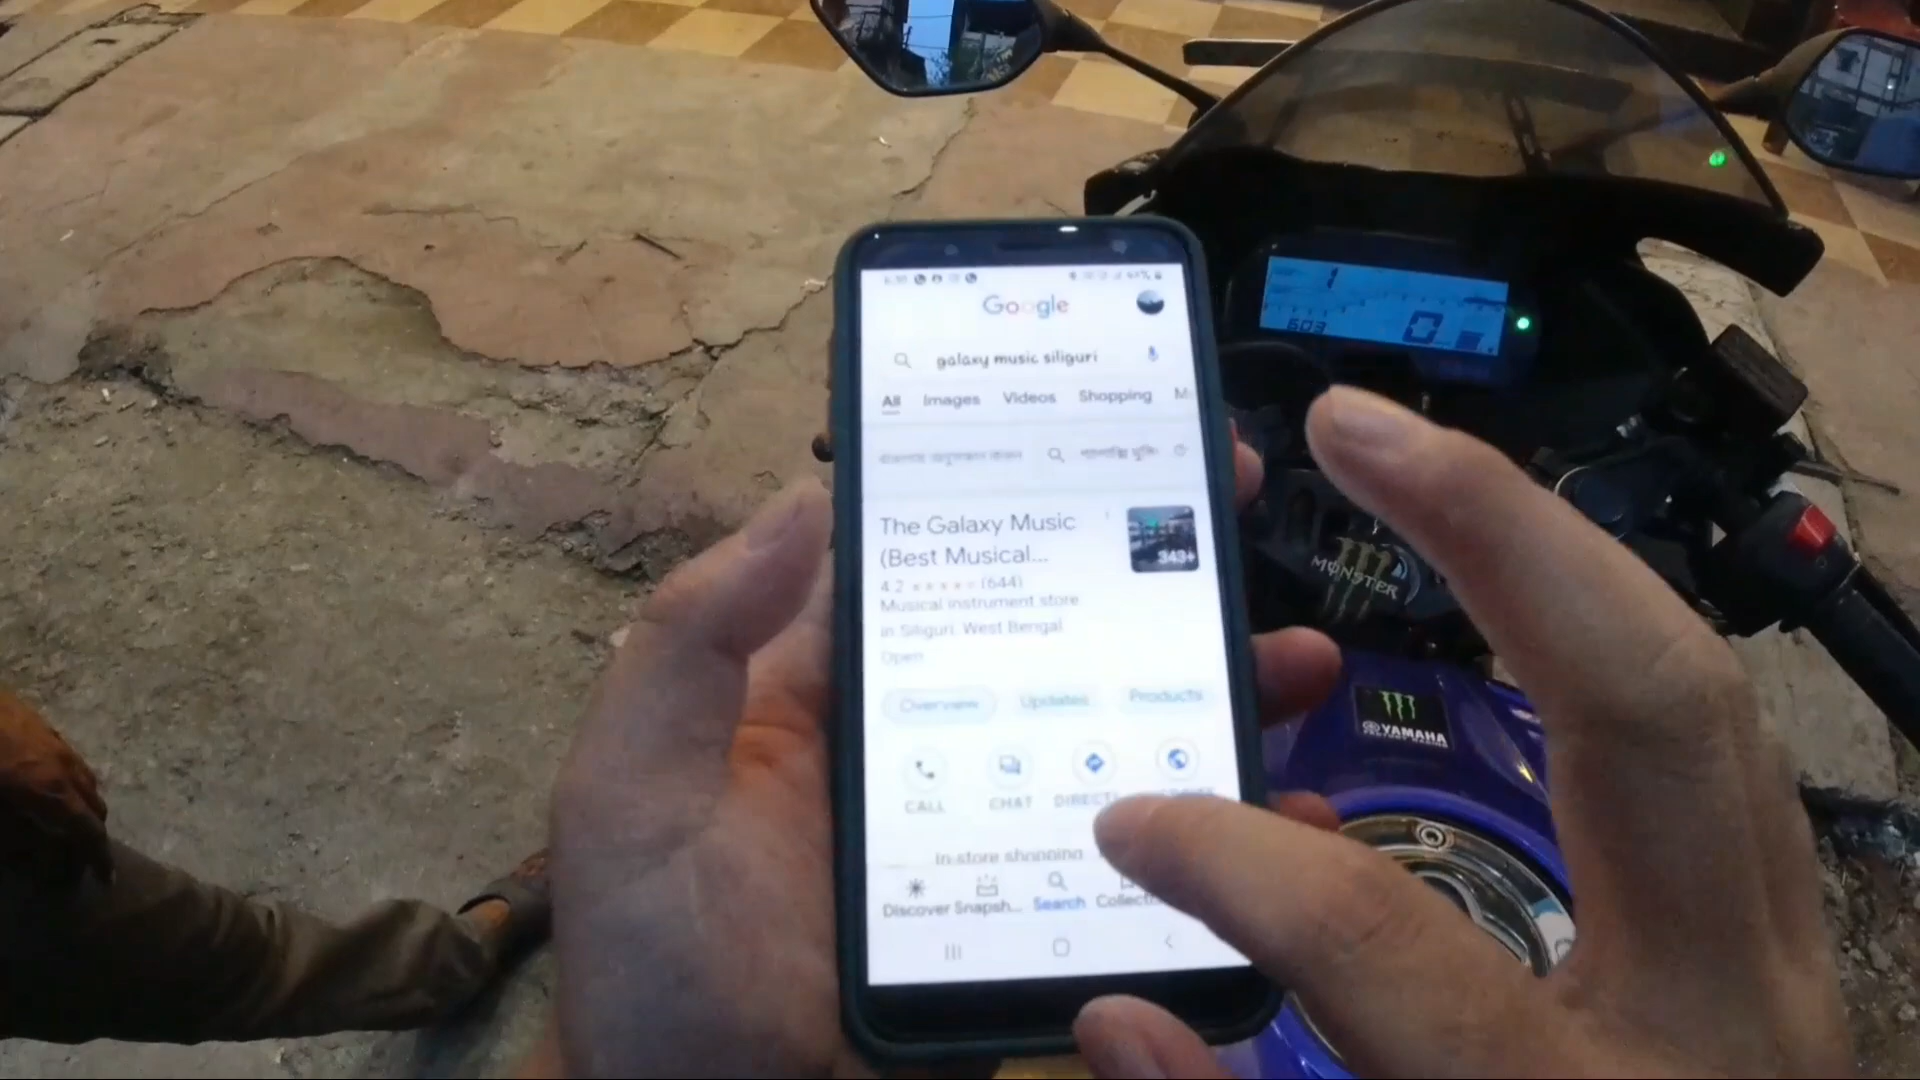 Google
galaxy music siliguri
All Images Videos Shopping
The Galaxy Music
(Best Musical...
343+
4.2 (644)
Musical instrument store
in Siliguri, West Bengal
Open
Overview Updates Products
CALL CHAT
In-store shopping
Discover Snapsh... Search
603
0
MONSTER
YAMAHA